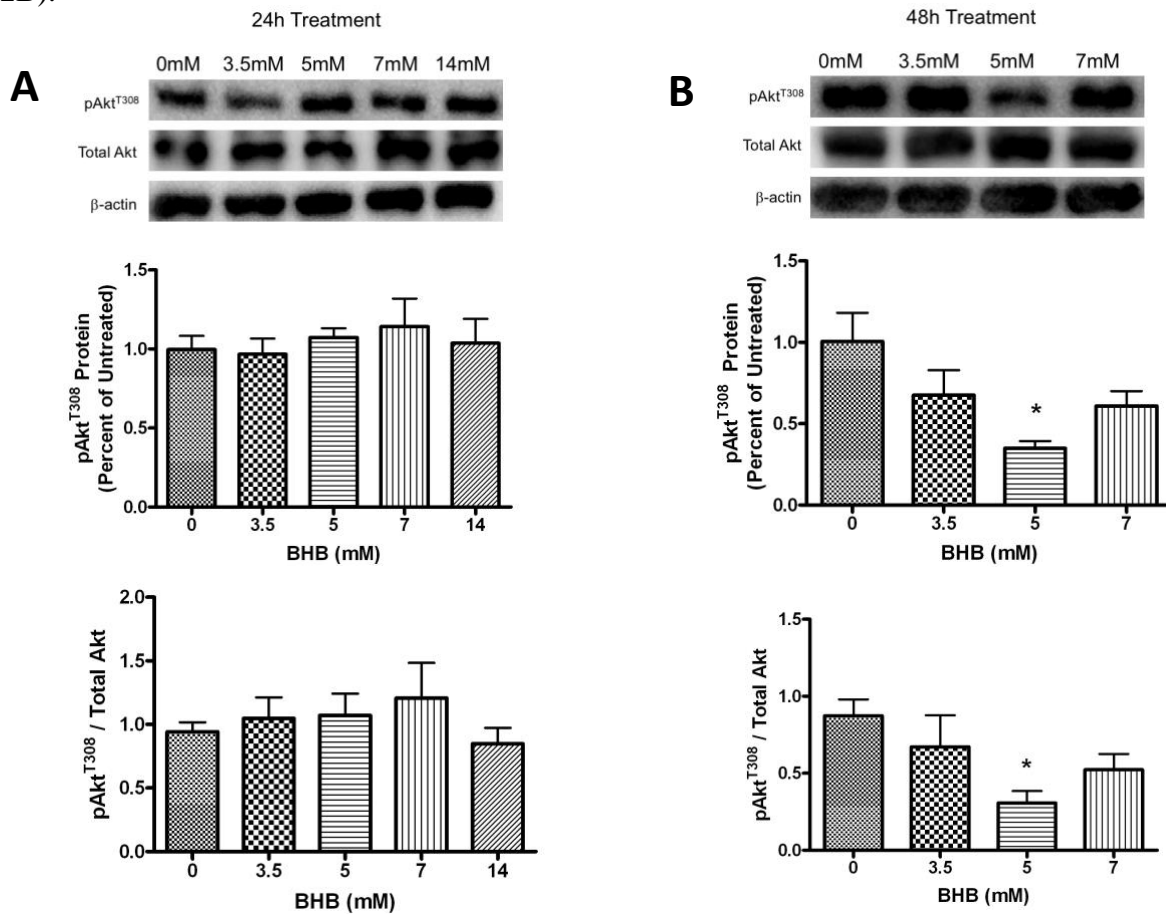 2B).
24h Treatment
A
0mM 3.5mM 5mM 7mM 14mM
pAktᵀ³⁰⁸
Total Akt
β-actin
pAktᵀ³⁰⁸ Protein
(Percent of Untreated)
1.5
1.0
0.5
0.0
0 3.5 5 7 14
BHB (mM)
pAktᵀ³⁰⁸ / Total Akt
2.0
1.5
1.0
0.5
0.0
0 3.5 5 7 14
BHB (mM)
48h Treatment
B
0mM 3.5mM 5mM 7mM
pAktᵀ³⁰⁸
Total Akt
β-actin
pAktᵀ³⁰⁸ Protein
(Percent of Untreated)
1.5
1.0
0.5
0.0
*
0 3.5 5 7
BHB (mM)
pAktᵀ³⁰⁸ / Total Akt
1.5
1.0
0.5
0.0
*
0 3.5 5 7
BHB (mM)